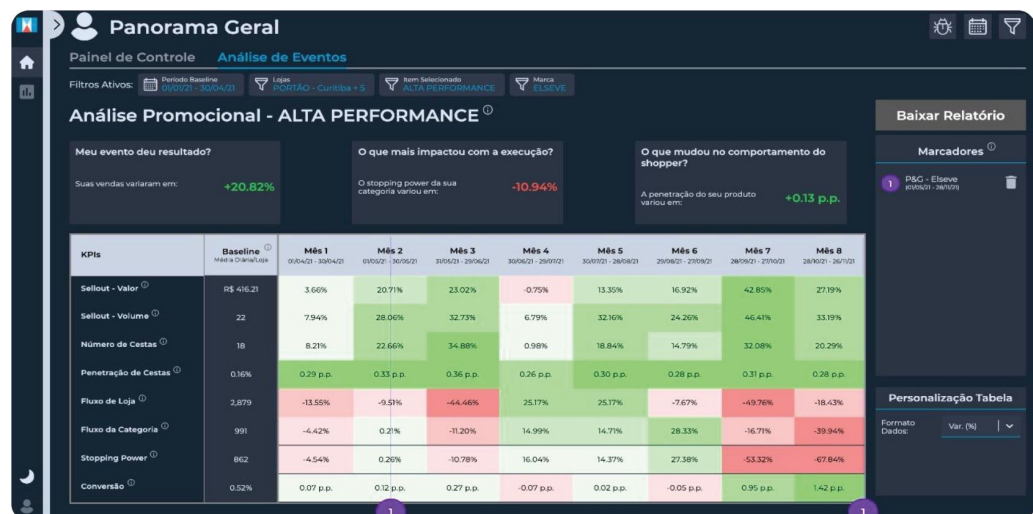 Panorama Geral
Painel de Controle Análise de Eventos
Filtros Ativos: Período Baseline 01/01/21 - 30/04/21 Lojas PORTÃO - Curitiba + 5 Item Selecionado ALTA PERFORMANCE Marca ELSEVE
Análise Promocional - ALTA PERFORMANCE
Baixar Relatório
Meu evento deu resultado?
Suas vendas variaram em: +20.82%
O que mais impactou com a execução?
O stopping power da sua categoria variou em: -10.94%
O que mudou no comportamento do shopper?
A penetração do seu produto variou em: +0.13 p.p.
Marcadores
1 P&G - Elseve
(01/05/21 - 28/11/21)
KPIs Baseline Mês 1 Mês 2 Mês 3 Mês 4 Mês 5 Mês 6 Mês 7 Mês 8
Média Diária/Loja 01/04/21 - 30/04/21 01/05/21 - 30/05/21 31/05/21 - 29/06/21 30/06/21 - 29/07/21 30/07/21 - 28/08/21 29/08/21 - 27/09/21 28/09/21 - 27/10/21 28/10/21 - 26/11/21
Sellout - Valor R$ 416.21 3.66% 20.71% 23.02% -0.75% 13.35% 16.92% 42.85% 27.19%
Sellout - Volume 22 7.94% 28.06% 32.73% 6.79% 32.16% 24.26% 46.41% 33.19%
Número de Cestas 18 8.21% 22.66% 34.88% 0.98% 18.84% 14.79% 32.08% 20.29%
Penetração de Cestas 0.16% 0.29 p.p. 0.33 p.p. 0.36 p.p. 0.26 p.p. 0.30 p.p. 0.28 p.p. 0.31 p.p. 0.28 p.p.
Fluxo de Loja 2,879 -13.55% -9.51% -44.46% 25.17% 25.17% -7.67% -49.76% -18.43%
Fluxo da Categoria 991 -4.42% 0.21% -11.20% 14.99% 14.71% 28.33% -16.71% -39.94%
Stopping Power 862 -4.54% 0.26% -10.78% 16.04% 14.37% 27.38% -53.32% -67.84%
Conversão 0.52% 0.07 p.p. 0.12 p.p. 0.27 p.p. -0.07 p.p. 0.02 p.p. -0.05 p.p. 0.95 p.p. 1.42 p.p.
1 1
Personalização Tabela
Formato Dados: Var. (%)